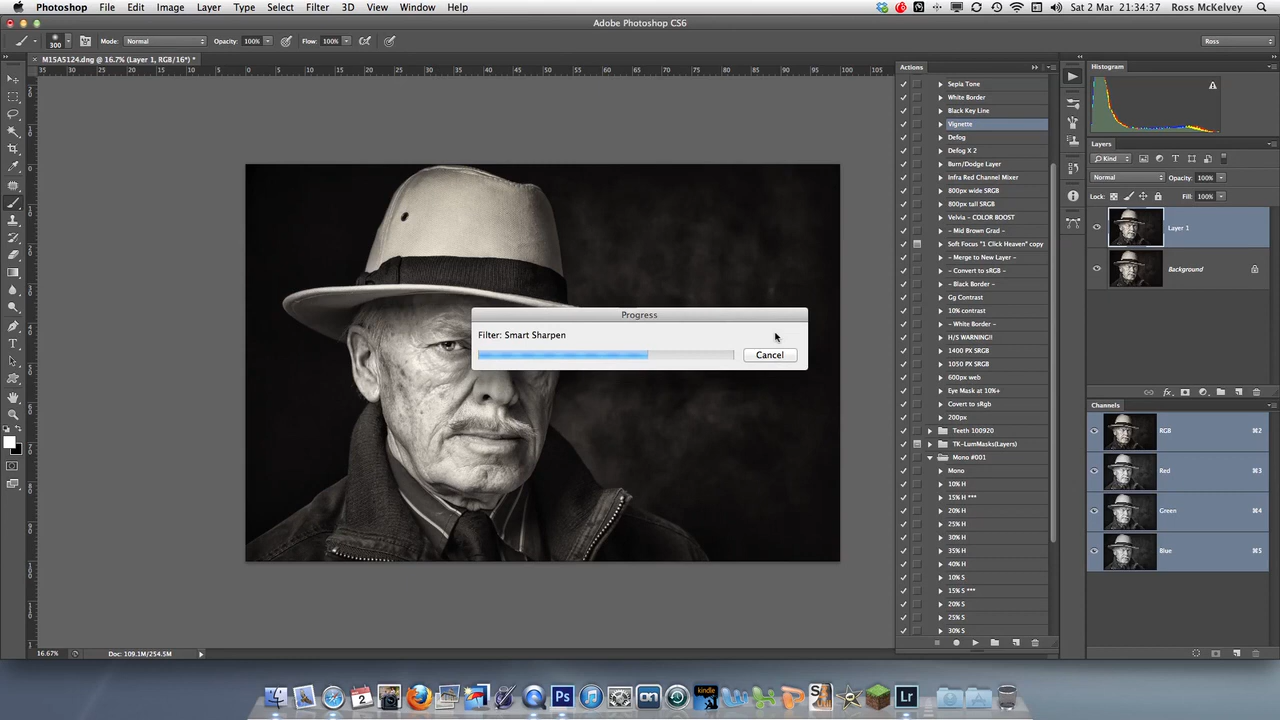 Photoshop File Edit Image Layer Type Select Filter 3D View Window Help
Sat 2 Mar 21:34:37 Ross McKelvey
Adobe Photoshop CS6
300 Mode: Normal Opacity: 100% Flow: 100% Ross
× M15A5124.dng @ 16.7% (Layer 1, RGB/16*) *
Actions
Sepia Tone
White Border
Black Key Line
Vignette
Defog
Defog X 2
Burn/Dodge Layer
Infra Red Channel Mixer
800px wide SRGB
800px tall SRGB
Velvia - COLOR BOOST
- Mid Brown Grad -
Soft Focus "1 Click Heaven" copy
- Merge to New Layer -
- Convert to sRGB -
- Black Border -
Gg Contrast
10% contrast
- White Border -
H/S WARNING!!
1400 PX SRGB
1050 PX SRGB
600px web
Eye Mask at 10%+
Covert to sRgb
200px
Teeth 100920
TK-LumMasks(Layers)
Mono #001
Mono
10% H
15% H ***
20% H
25% H
30% H
35% H
40% H
10% S
15% S ***
20% S
25% S
30% S
Progress
Filter: Smart Sharpen
Cancel
Histogram
Layers
Kind
Normal Opacity: 100%
Lock: Fill: 100%
Layer 1
Background
Channels
RGB ⌘2
Red ⌘3
Green ⌘4
Blue ⌘5
16.67% Doc: 109.1M/254.5M
2
Ps
on
kindle
Lr